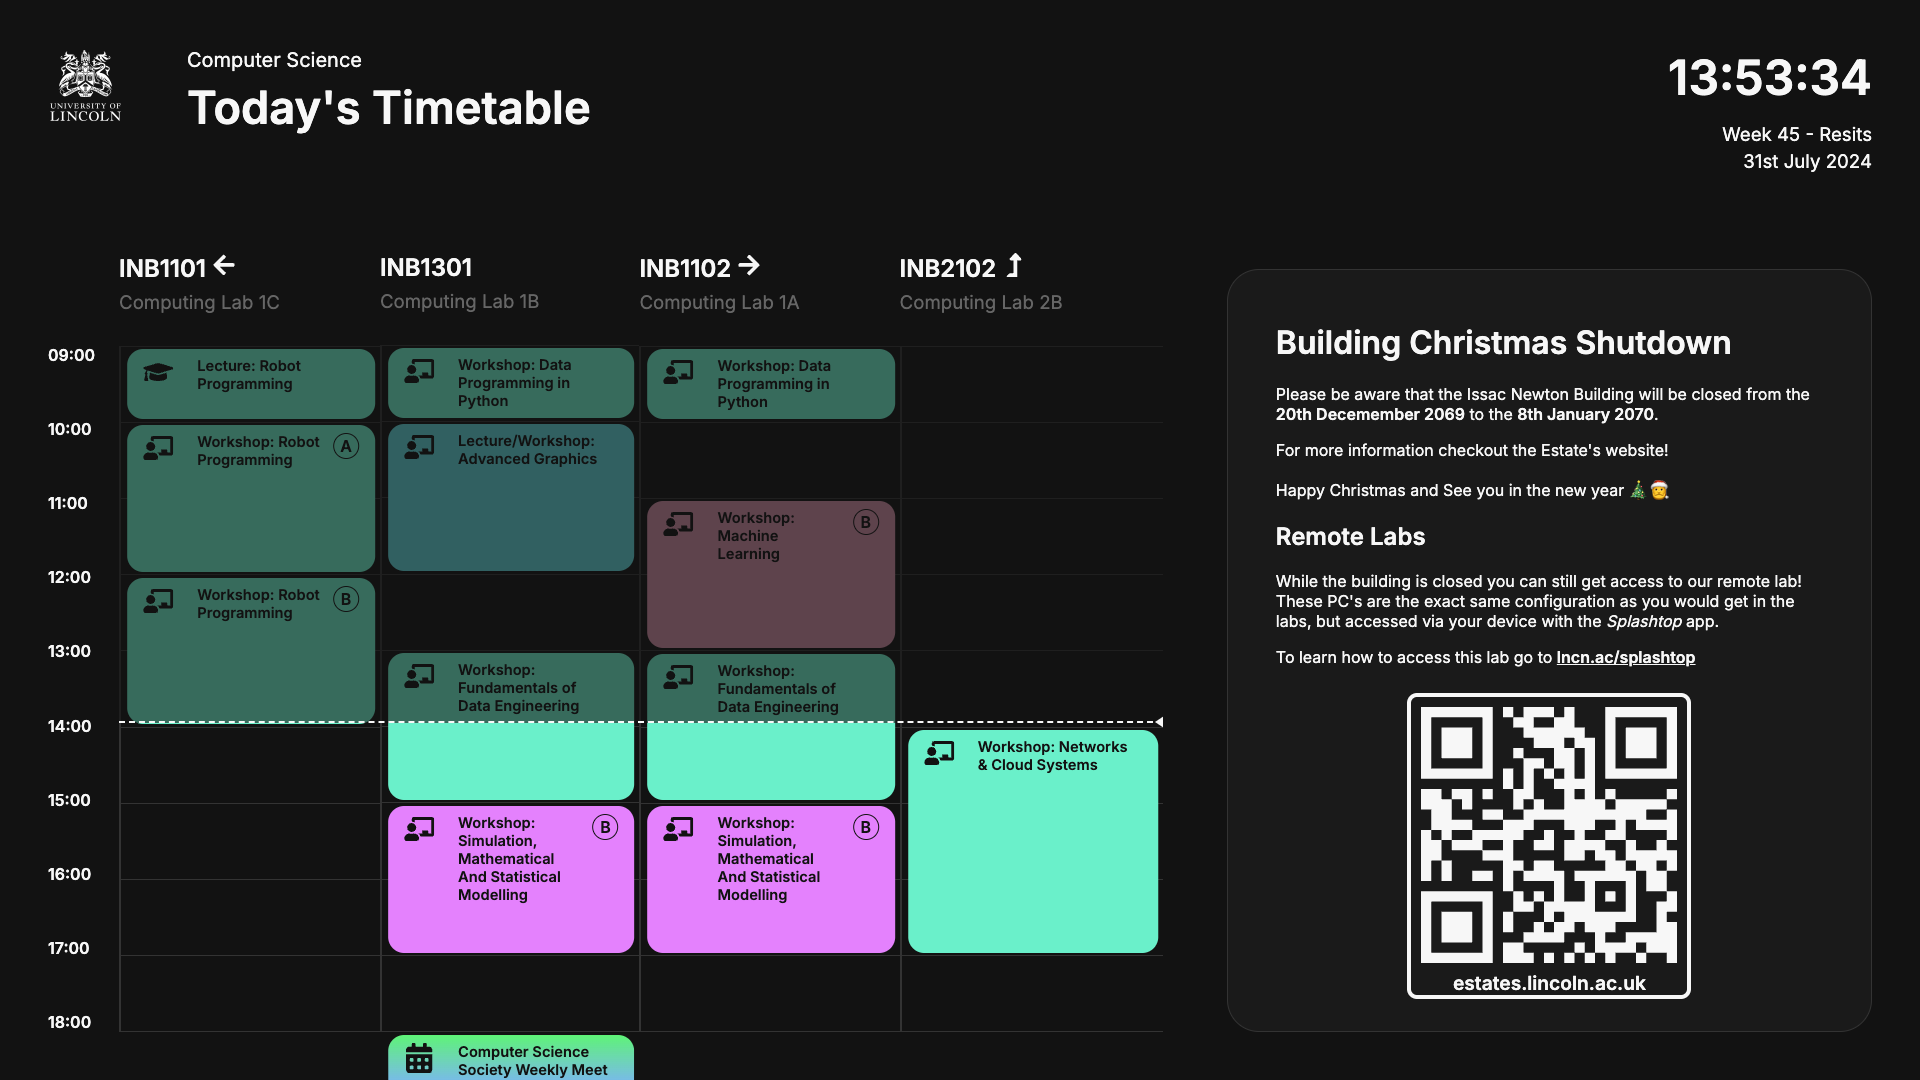 UNIVERSITY OF
LINCOLN
Computer Science
Today's Timetable
13:53:34
Week 45 - Resits
31st July 2024
INB1101
Computing Lab 1C
INB1301
Computing Lab 1B
INB1102
Computing Lab 1A
INB2102
Computing Lab 2B
09:00
10:00
11:00
12:00
13:00
14:00
15:00
16:00
17:00
18:00
Lecture: Robot
Programming
Workshop: Robot
Programming
A
Workshop: Robot
Programming
B
Workshop: Data
Programming in
Python
Lecture/Workshop:
Advanced Graphics
Workshop:
Fundamentals of
Data Engineering
Workshop:
Simulation,
Mathematical
And Statistical
Modelling
B
Computer Science
Society Weekly Meet
Workshop: Data
Programming in
Python
Workshop:
Machine
Learning
B
Workshop:
Fundamentals of
Data Engineering
Workshop:
Simulation,
Mathematical
And Statistical
Modelling
B
Workshop: Networks
& Cloud Systems
Building Christmas Shutdown
Please be aware that the Issac Newton Building will be closed from the
20th Decemember 2069 to the 8th January 2070.
For more information checkout the Estate's website!
Happy Christmas and See you in the new year 🎄🧑‍🎄
Remote Labs
While the building is closed you can still get access to our remote lab!
These PC's are the exact same configuration as you would get in the
labs, but accessed via your device with the Splashtop app.
To learn how to access this lab go to lncn.ac/splashtop
estates.lincoln.ac.uk